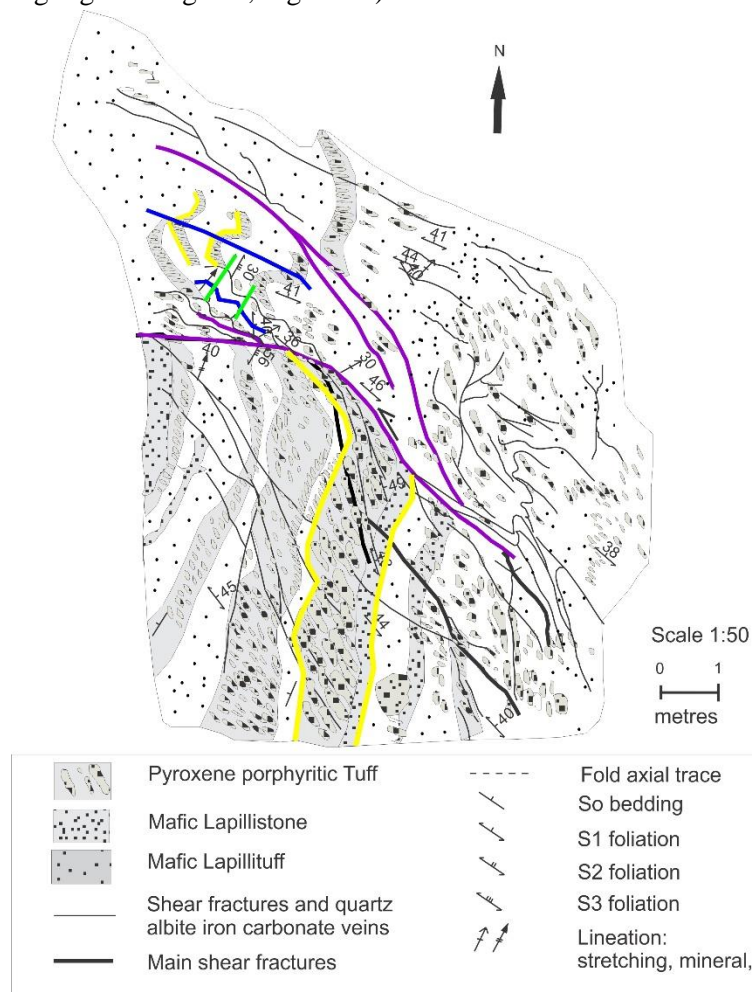 N
41
44
30
41
40
36
56
30
46
49
38
45
44
40
Scale 1:50
0 1
metres
Pyroxene porphyritic Tuff
Mafic Lapillistone
Mafic Lapillituff
Shear fractures and quartz
albite iron carbonate veins
Main shear fractures
Fold axial trace
So bedding
S1 foliation
S2 foliation
S3 foliation
Lineation:
stretching, mineral,